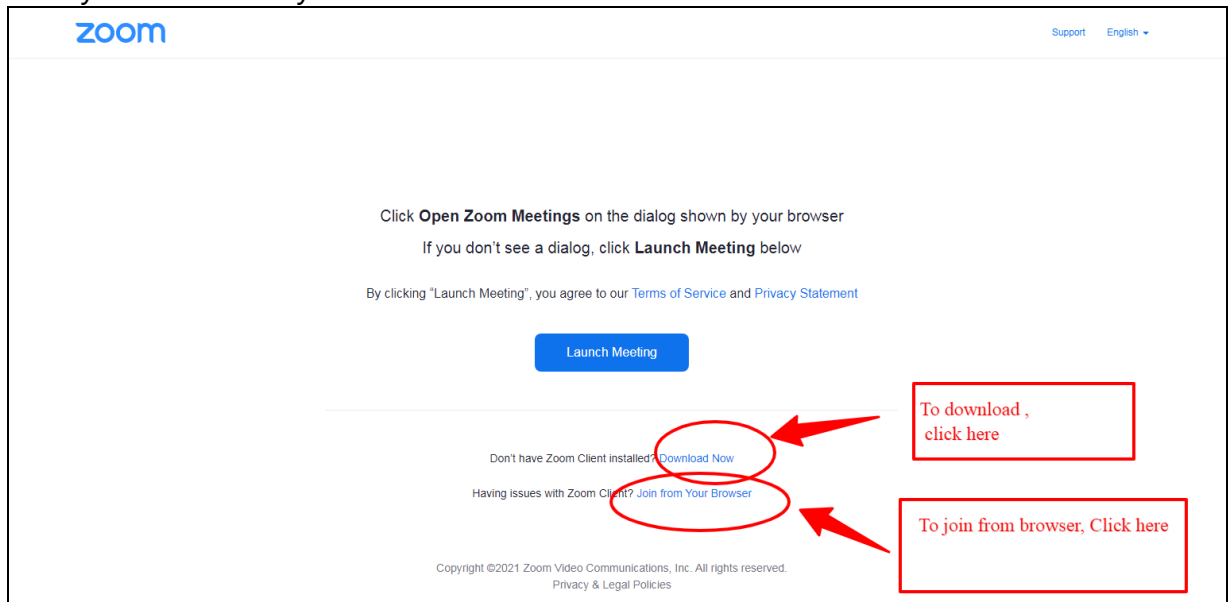 zoom
Support English
Click Open Zoom Meetings on the dialog shown by your browser
If you don't see a dialog, click Launch Meeting below
By clicking “Launch Meeting”, you agree to our Terms of Service and Privacy Statement
Launch Meeting
To download ,
click here
Don't have Zoom Client installed? Download Now
Having issues with Zoom Client? Join from Your Browser
To join from browser, Click here
Copyright ©2021 Zoom Video Communications, Inc. All rights reserved.
Privacy & Legal Policies